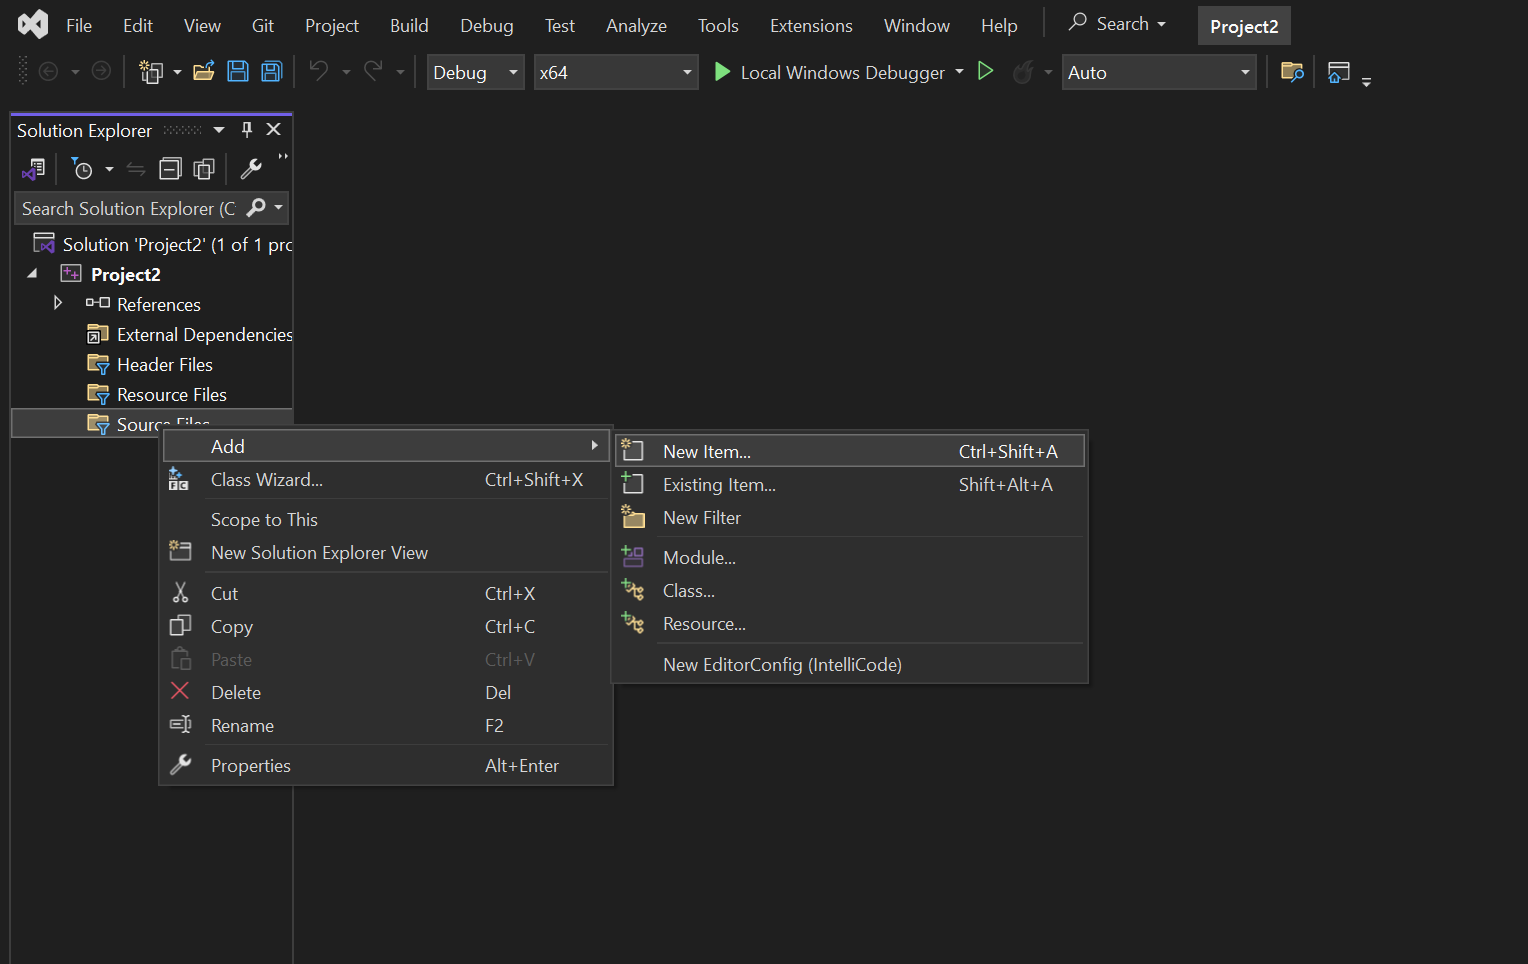 File Edit View Git Project Build Debug Test Analyze Tools Extensions Window Help Search Project2
Debug x64 Local Windows Debugger Auto
Solution Explorer
Search Solution Explorer (C
Solution 'Project2' (1 of 1 pro
Project2
References
External Dependencies
Header Files
Resource Files
Source Files
Add
Class Wizard... Ctrl+Shift+X
Scope to This
New Solution Explorer View
Cut Ctrl+X
Copy Ctrl+C
Paste Ctrl+V
Delete Del
Rename F2
Properties Alt+Enter
New Item... Ctrl+Shift+A
Existing Item... Shift+Alt+A
New Filter
Module...
Class...
Resource...
New EditorConfig (IntelliCode)